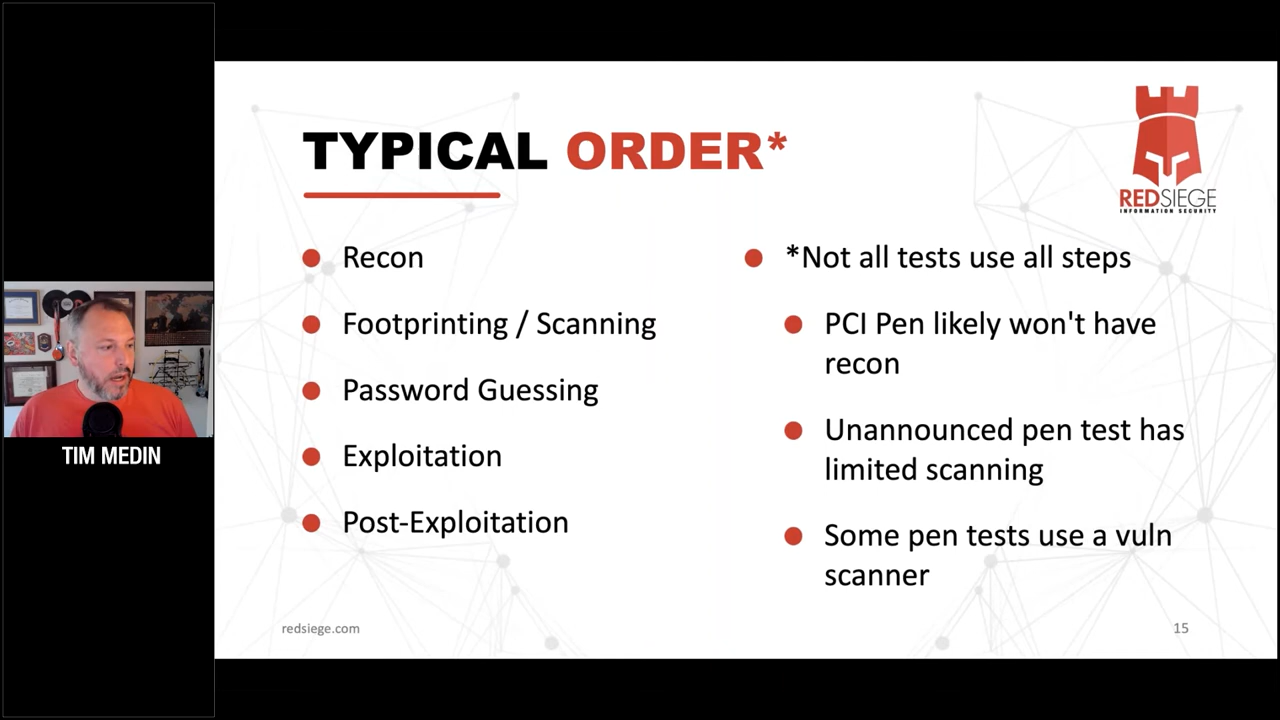 TYPICAL ORDER*
REDSIEGE
INFORMATION SECURITY
Recon
Footprinting / Scanning
Password Guessing
Exploitation
Post-Exploitation
*Not all tests use all steps
PCI Pen likely won't have
recon
Unannounced pen test has
limited scanning
Some pen tests use a vuln
scanner
redsiege.com
15
TIM MEDIN